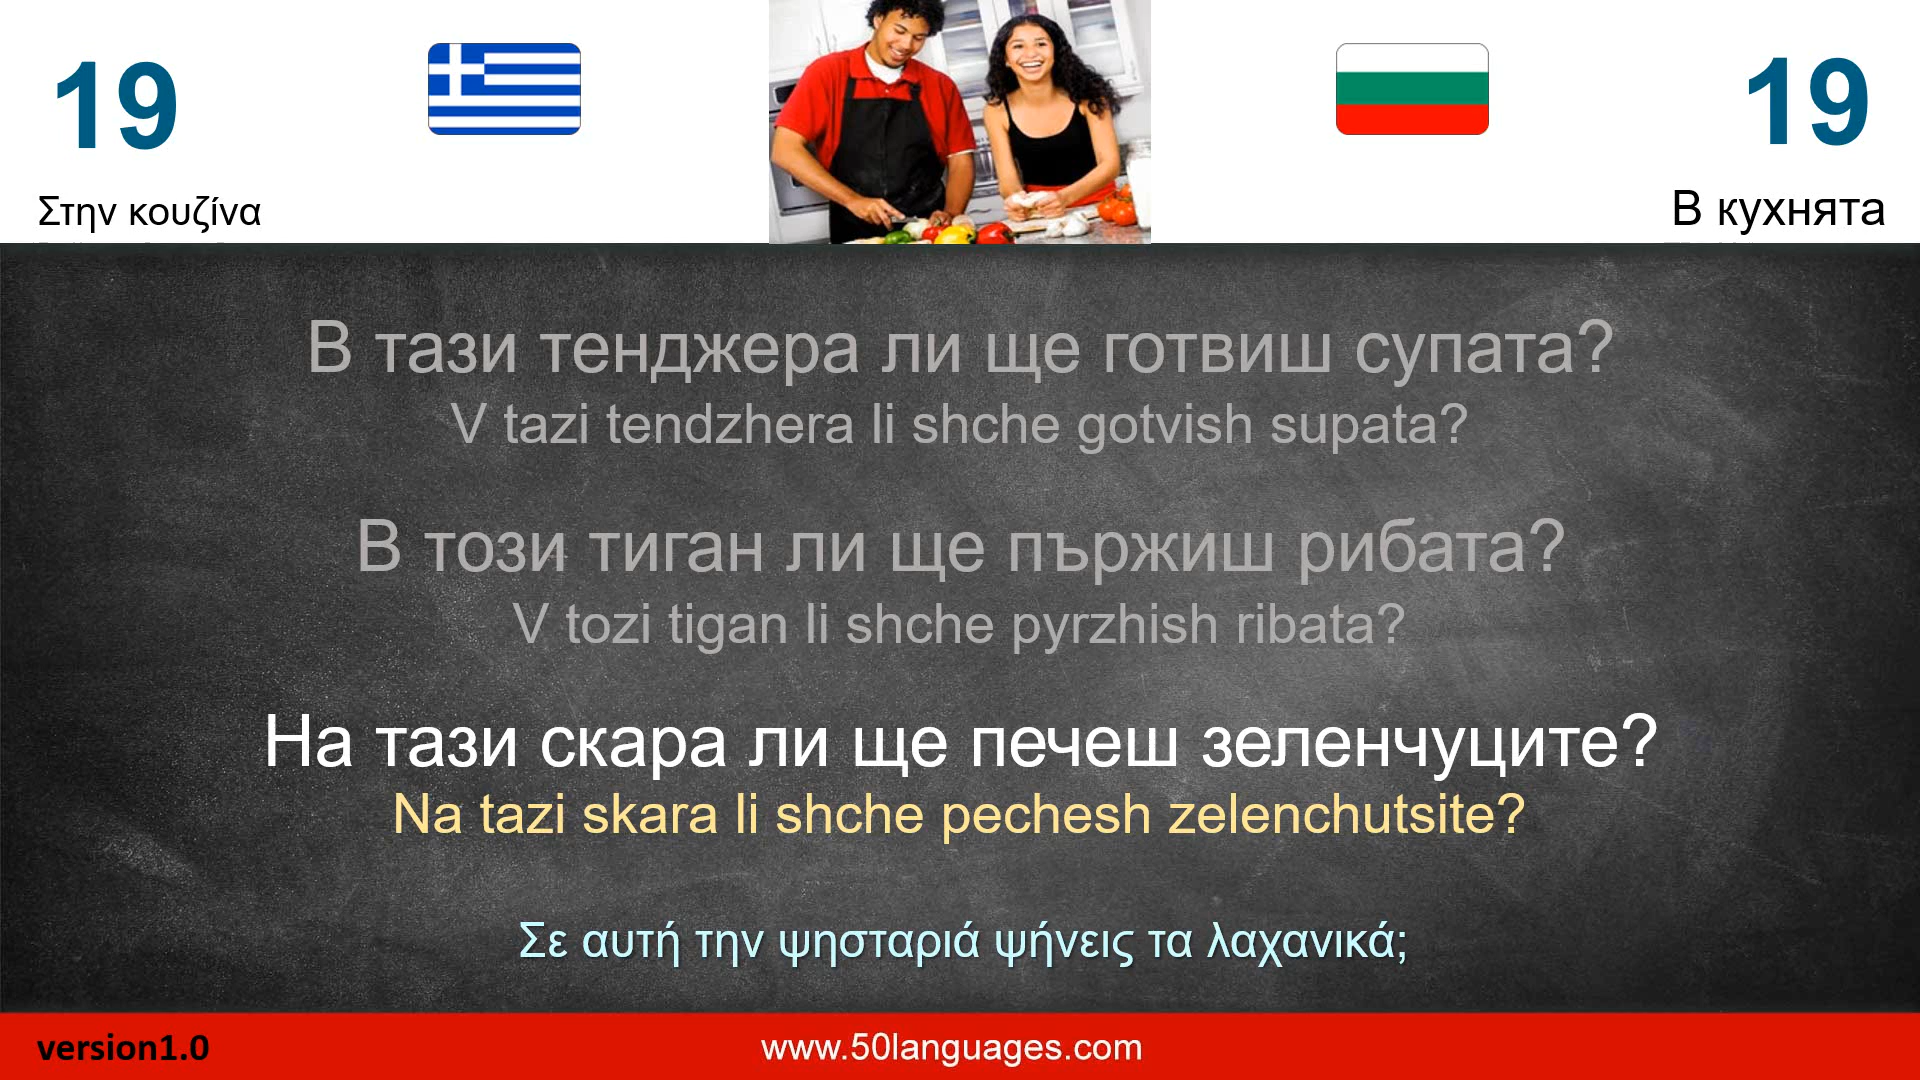 19
19
Στην κουζίνα
В кухнята
В тази тенджера ли ще готвиш супата?
V tazi tendzhera li shche gotvish supata?
В този тиган ли ще пържиш рибата?
V tozi tigan li shche pyrzhish ribata?
На тази скара ли ще печеш зеленчуците?
Na tazi skara li shche pechesh zelenchutsite?
Σε αυτή την ψησταριά ψήνεις τα λαχανικά;
version1.0
www.50languages.com